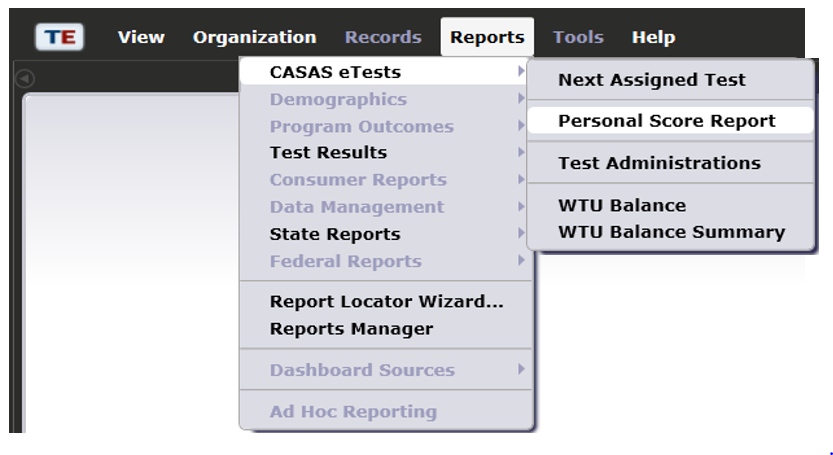 TE View Organization Records Reports Tools Help
CASAS eTests
Demographics
Program Outcomes
Test Results
Consumer Reports
Data Management
State Reports
Federal Reports
Report Locator Wizard...
Reports Manager
Dashboard Sources
Ad Hoc Reporting
Next Assigned Test
Personal Score Report
Test Administrations
WTU Balance
WTU Balance Summary
.